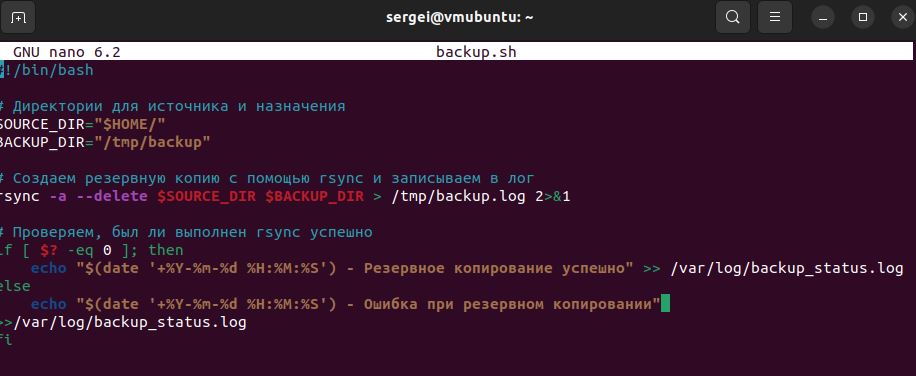 sergei@vmubuntu: ~
GNU nano 6.2 backup.sh
#!/bin/bash
# Директории для источника и назначения
SOURCE_DIR="$HOME/"
BACKUP_DIR="/tmp/backup"
# Создаем резервную копию с помощью rsync и записываем в лог
rsync -a --delete $SOURCE_DIR $BACKUP_DIR > /tmp/backup.log 2>&1
# Проверяем, был ли выполнен rsync успешно
if [ $? -eq 0 ]; then
echo "$(date '+%Y-%m-%d %H:%M:%S') - Резервное копирование успешно" >> /var/log/backup_status.log
else
echo "$(date '+%Y-%m-%d %H:%M:%S') - Ошибка при резервном копировании"
>>/var/log/backup_status.log
fi